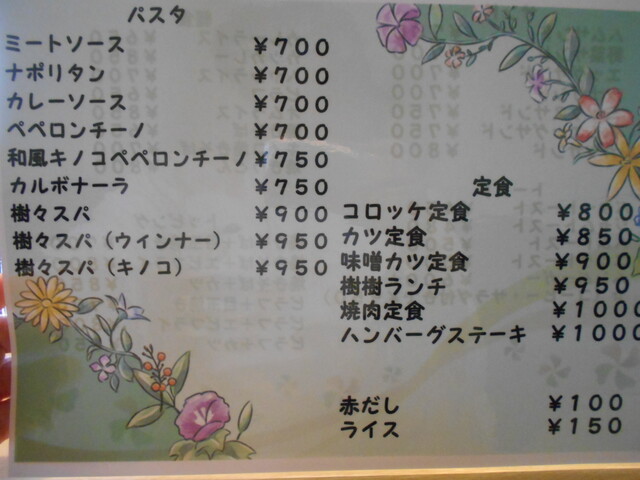 パスタ
ミートソース ￥７００
ナポリタン ￥７００
カレーソース ￥７００
ペペロンチーノ ￥７００
和風キノコペペロンチーノ ￥７５０
カルボナーラ ￥７５０
樹々スパ ￥９００
樹々スパ（ウィンナー） ￥９５０
樹々スパ（キノコ） ￥９５０
定食
コロッケ定食 ￥８００
カツ定食 ￥８５０
味噌カツ定食 ￥９００
樹樹ランチ ￥９５０
焼肉定食 ￥１０００
ハンバーグステーキ ￥１０００
赤だし ￥１００
ライス ￥１５０